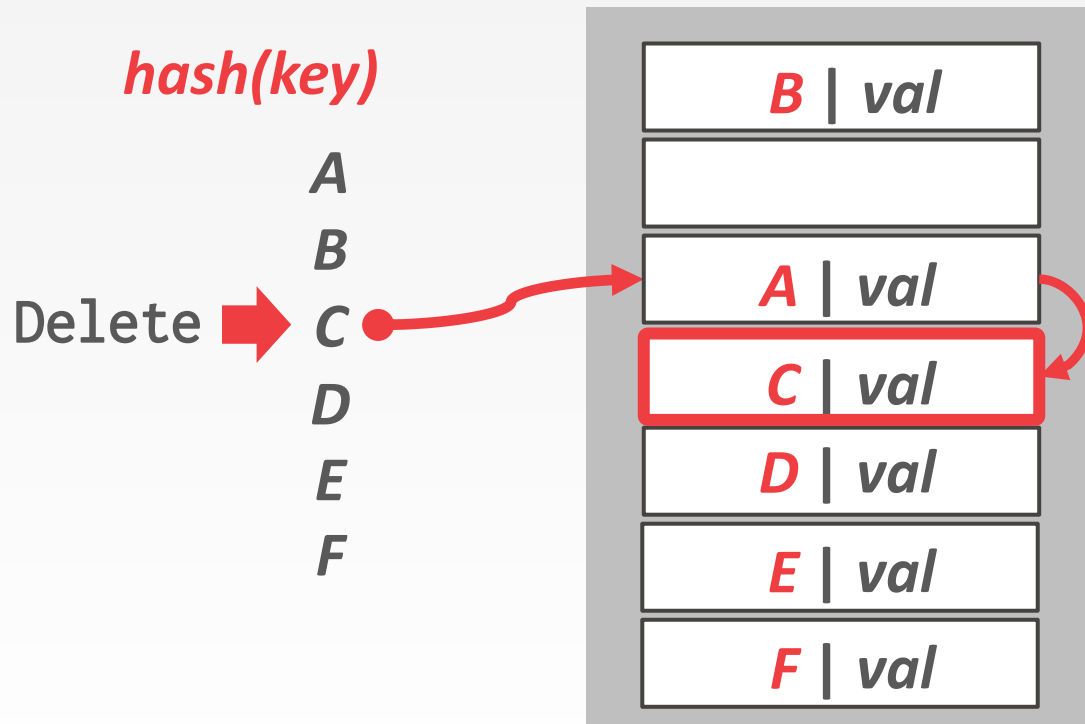 hash(key)
A
B
Delete C
D
E
F
B | val
A | val
C | val
D | val
E | val
F | val